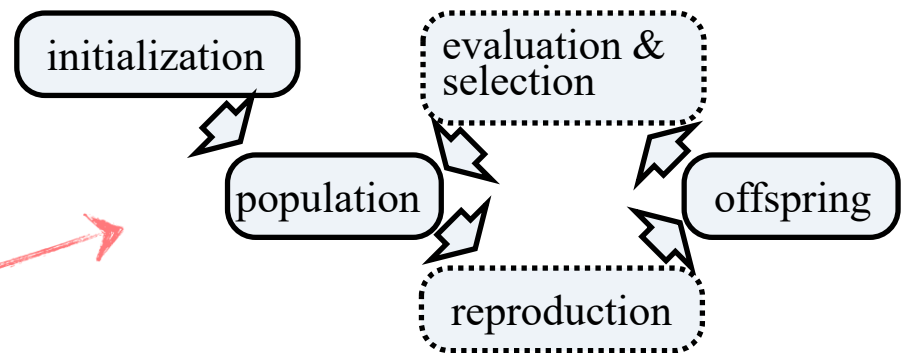 initialization
evaluation &
selection
population
offspring
reproduction